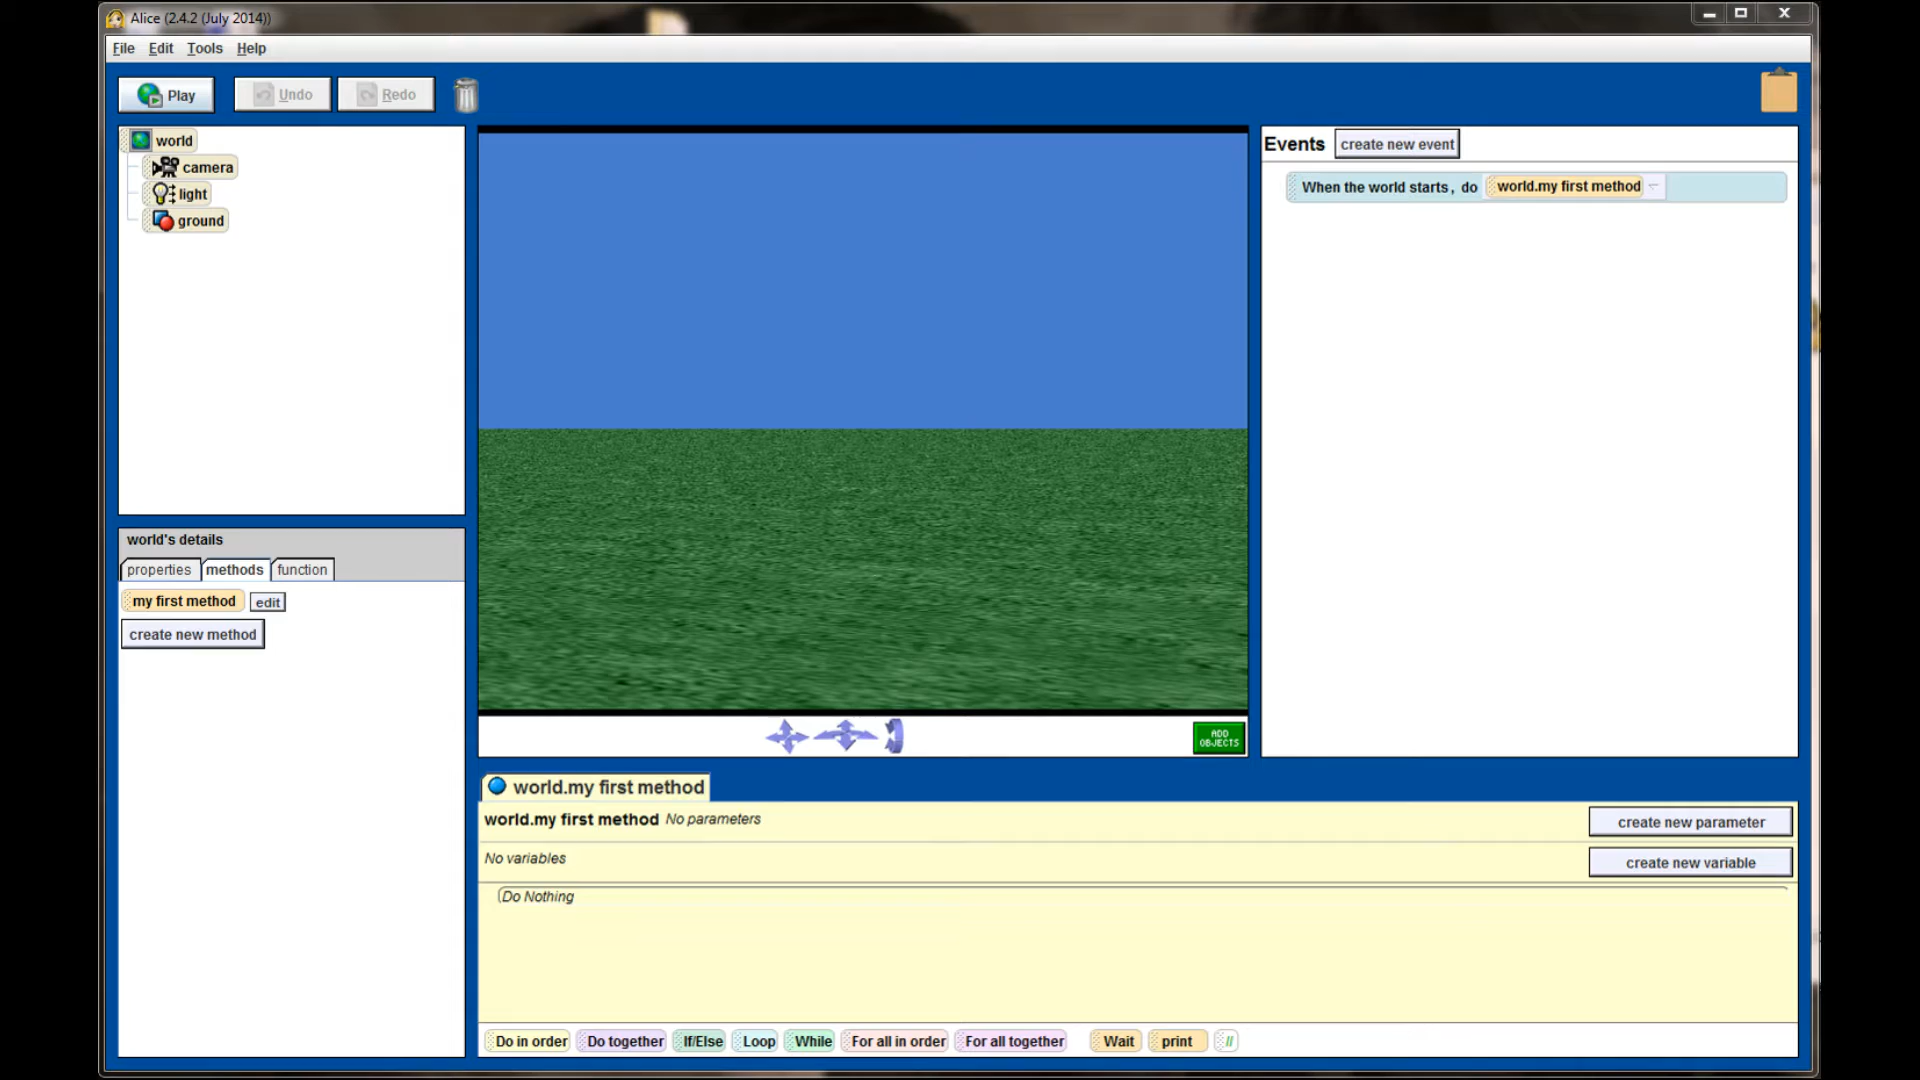 Alice (2.4.2 (July 2014))
File Edit Tools Help
Play Undo Redo
world
camera
light
ground
Events create new event
When the world starts, do world.my first method
world's details
properties methods function
my first method edit
create new method
ADD OBJECTS
world.my first method
world.my first method No parameters
create new parameter
No variables
create new variable
Do Nothing
Do in order Do together If/Else Loop While For all in order For all together Wait print //